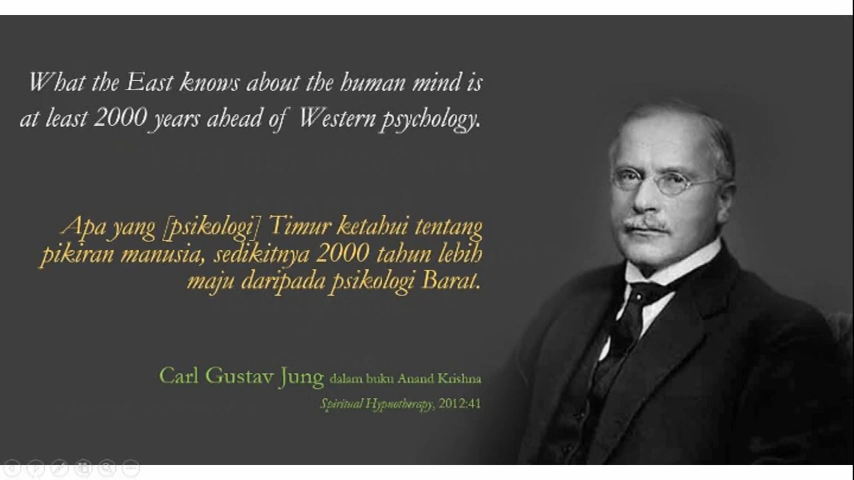 What the East knows about the human mind is
at least 2000 years ahead of Western psychology.
Apa yang [psikologi] Timur ketahui tentang
pikiran manusia, sedikitnya 2000 tahun lebih
maju daripada psikologi Barat.
Carl Gustav Jung dalam buku Anand Krishna
Spiritual Hypnotherapy, 2012:41